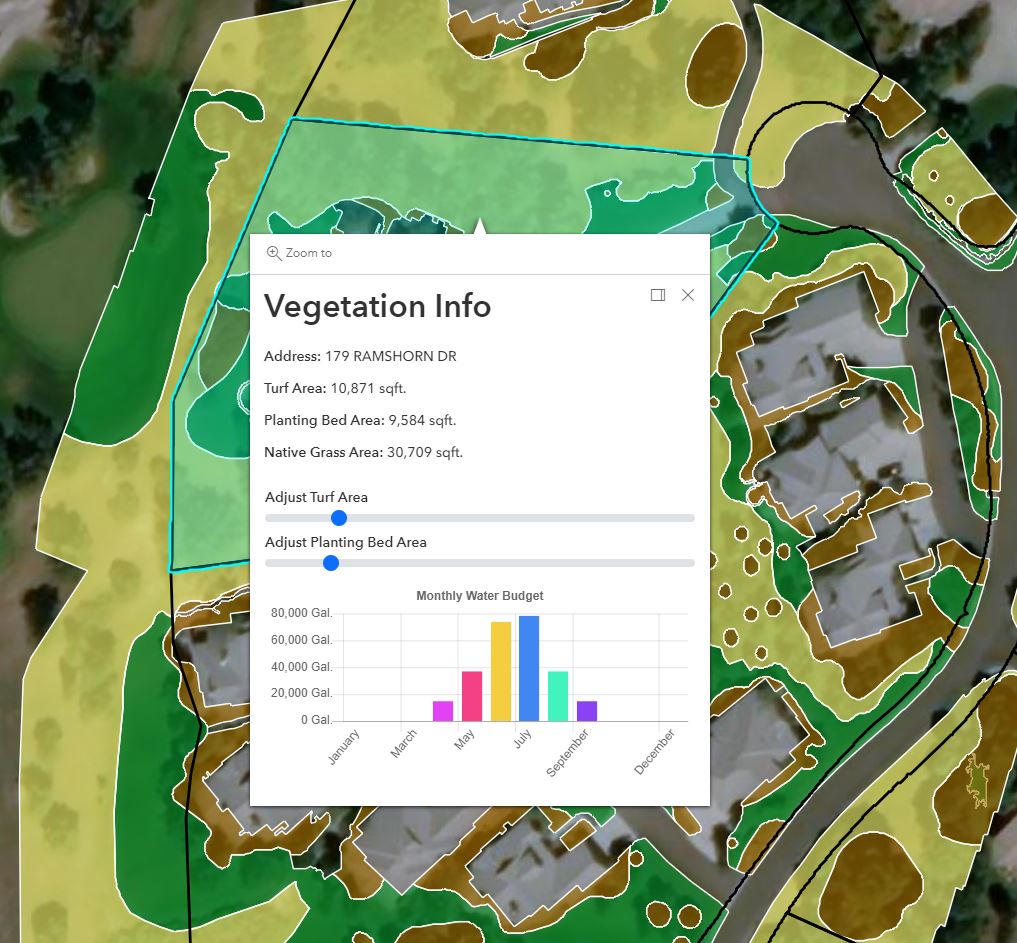 Zoom to
Vegetation Info
Address: 179 RAMSHORN DR
Turf Area: 10,871 sqft.
Planting Bed Area: 9,584 sqft.
Native Grass Area: 30,709 sqft.
Adjust Turf Area
Adjust Planting Bed Area
Monthly Water Budget
80,000 Gal.
60,000 Gal.
40,000 Gal.
20,000 Gal.
0 Gal.
January
March
May
July
September
December